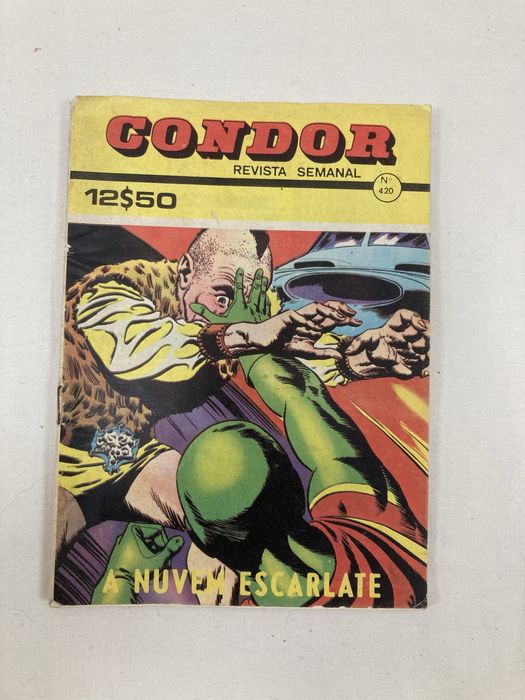 CONDOR
REVISTA SEMANAL
Nº
420
12$50
A NUVEM ESCARLATE